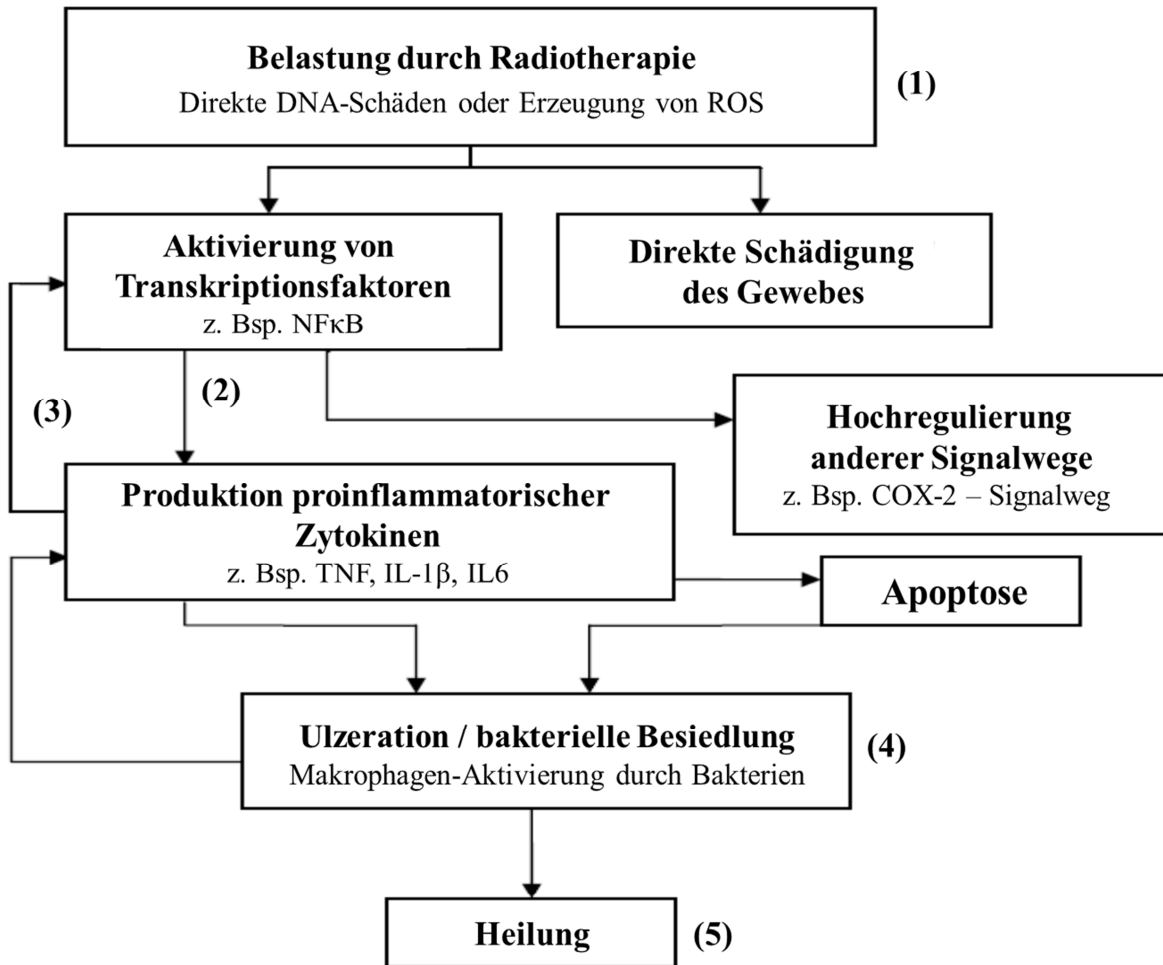 Belastung durch Radiotherapie
Direkte DNA-Schäden oder Erzeugung von ROS
(1)
Aktivierung von
Transkriptionsfaktoren
z. Bsp. NFκB
Direkte Schädigung
des Gewebes
(2)
(3)
Hochregulierung
anderer Signalwege
z. Bsp. COX-2 – Signalweg
Produktion proinflammatorischer
Zytokinen
z. Bsp. TNF, IL-1β, IL6
Apoptose
Ulzeration / bakterielle Besiedlung
Makrophagen-Aktivierung durch Bakterien
(4)
Heilung
(5)